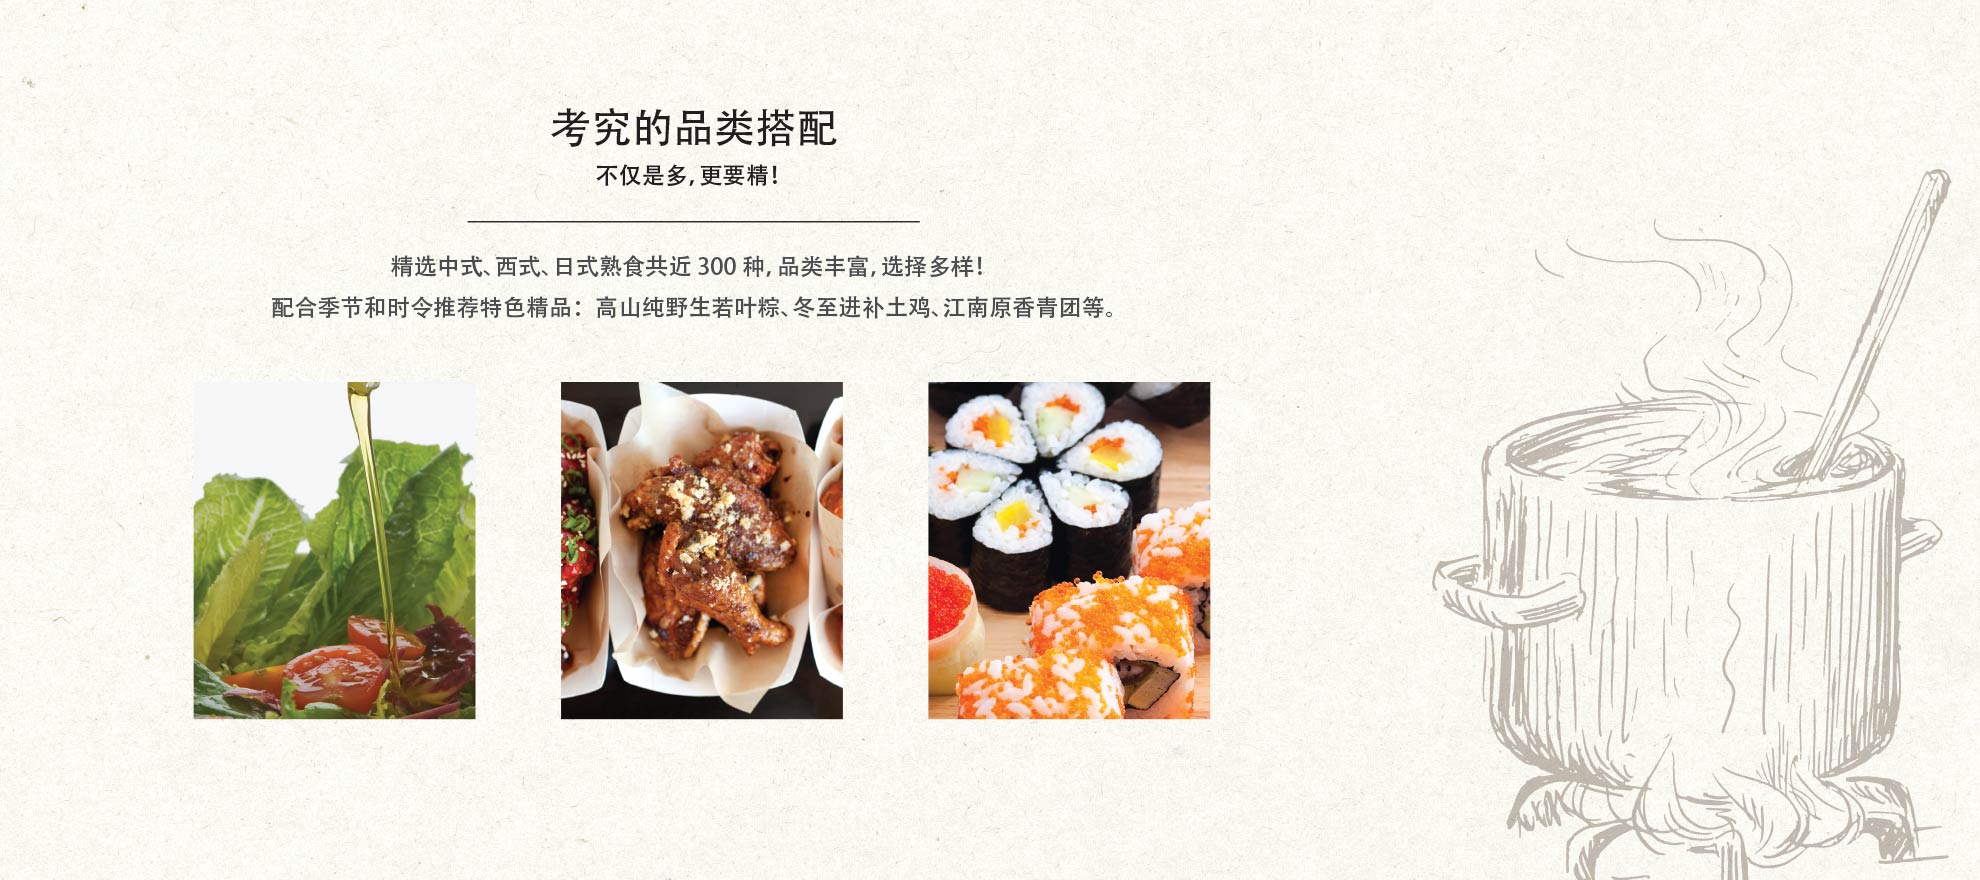 考究的品类搭配
不仅是多,更要精!
精选中式、西式、日式熟食共近 300 种,品类丰富,选择多样!
配合季节和时令推荐特色精品：高山纯野生若叶粽、冬至进补土鸡、江南原香青团等。